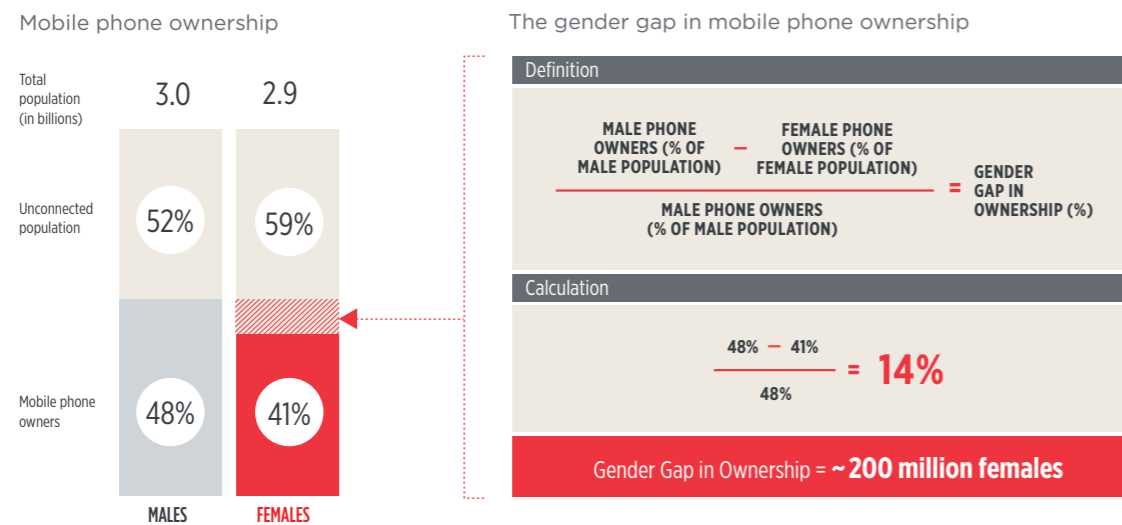 Mobile phone ownership
Total
population
(in billions)
3.0
2.9
Unconnected
population
52%
59%
Mobile phone
owners
48%
41%
MALES
FEMALES
The gender gap in mobile phone ownership
Definition
MALE PHONE
OWNERS (% OF
MALE POPULATION)
–
FEMALE PHONE
OWNERS (% OF
FEMALE POPULATION)
MALE PHONE OWNERS
(% OF MALE POPULATION)
=
GENDER
GAP IN
OWNERSHIP (%)
Calculation
48% – 41%
48%
= 14%
Gender Gap in Ownership = ~200 million females